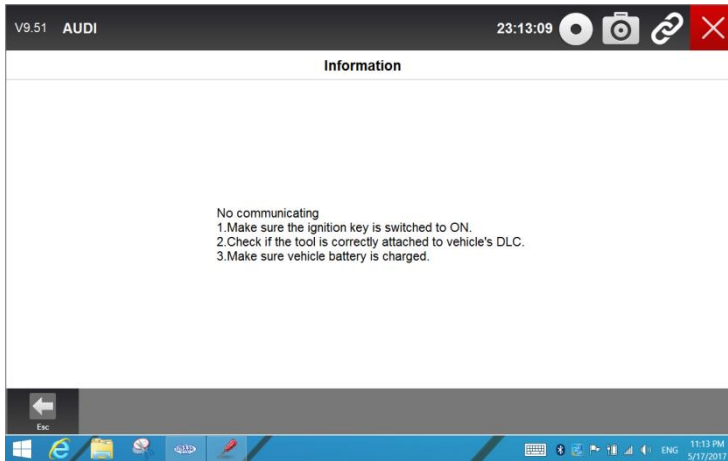 V9.51 AUDI 23:13:09
Information
No communicating
1.Make sure the ignition key is switched to ON.
2.Check if the tool is correctly attached to vehicle's DLC.
3.Make sure vehicle battery is charged.
Esc
ENG
11:13 PM
5/17/2017